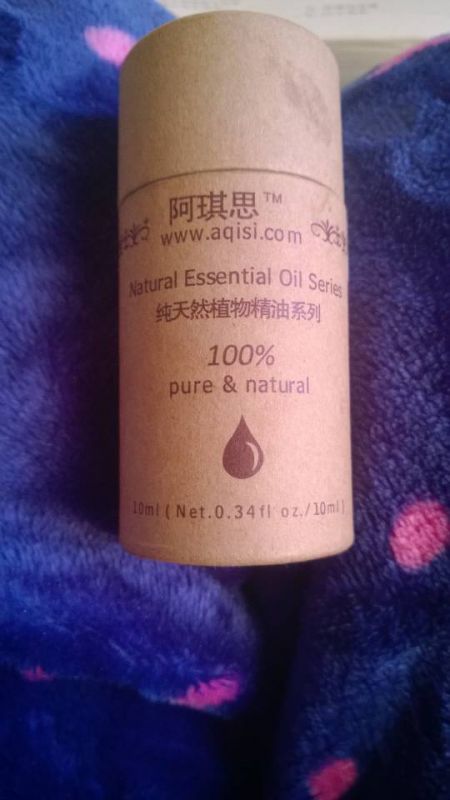 阿琪思™
www.aqisi.com
Natural Essential Oil Series
纯天然植物精油系列
100%
pure & natural
10ml ( Net.0.34fl oz./10ml)